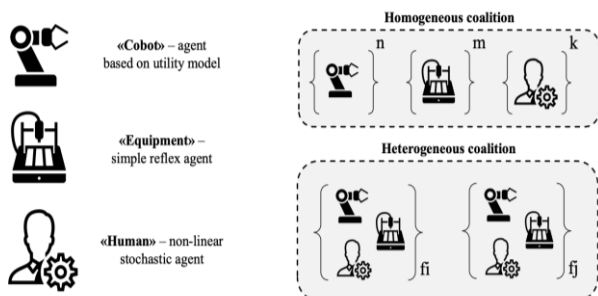 «Cobot» – agent
based on utility model
«Equipment» –
simple reflex agent
«Human» – non-linear
stochastic agent
Homogeneous coalition
n
m
k
Heterogeneous coalition
fi
fj